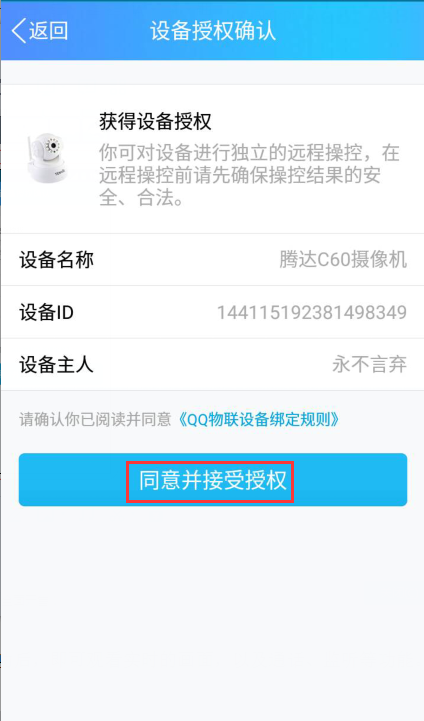 返回 设备授权确认
获得设备授权
你可对设备进行独立的远程操控，在
远程操控前请先确保操控结果的安
全、合法。
设备名称 腾达C60摄像机
设备ID 144115192381498349
设备主人 永不言弃
请确认你已阅读并同意《QQ物联设备绑定规则》
同意并接受授权